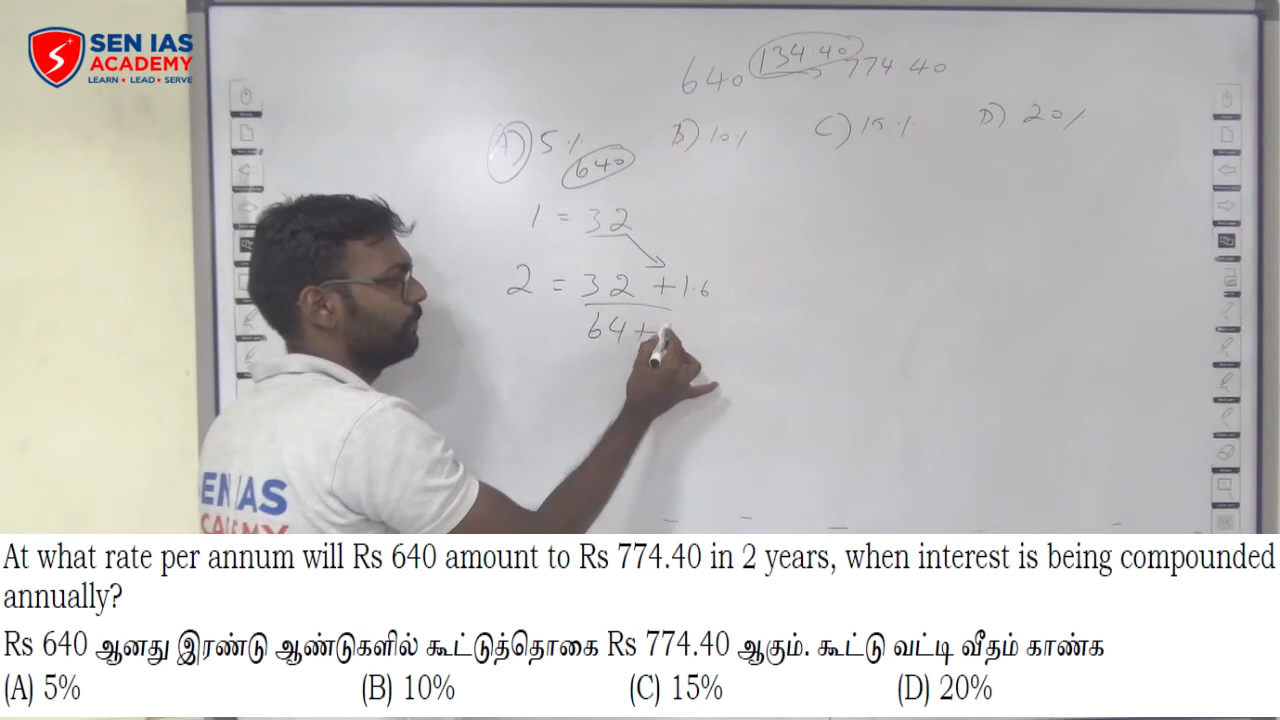 SEN IAS
ACADEMY
LEARN ★ LEAD ★ SERVE
640 134.40 774.40
A) 5% B) 10% C) 15% D) 20%
640
1 = 32
2 = 32 + 1.6
64 +
EN IAS
CADEMY
At what rate per annum will Rs 640 amount to Rs 774.40 in 2 years, when interest is being compounded
annually?
Rs 640 ஆனது இரண்டு ஆண்டுகளில் கூட்டுத்தொகை Rs 774.40 ஆகும். கூட்டு வட்டி வீதம் காண்க
(A) 5% (B) 10% (C) 15% (D) 20%